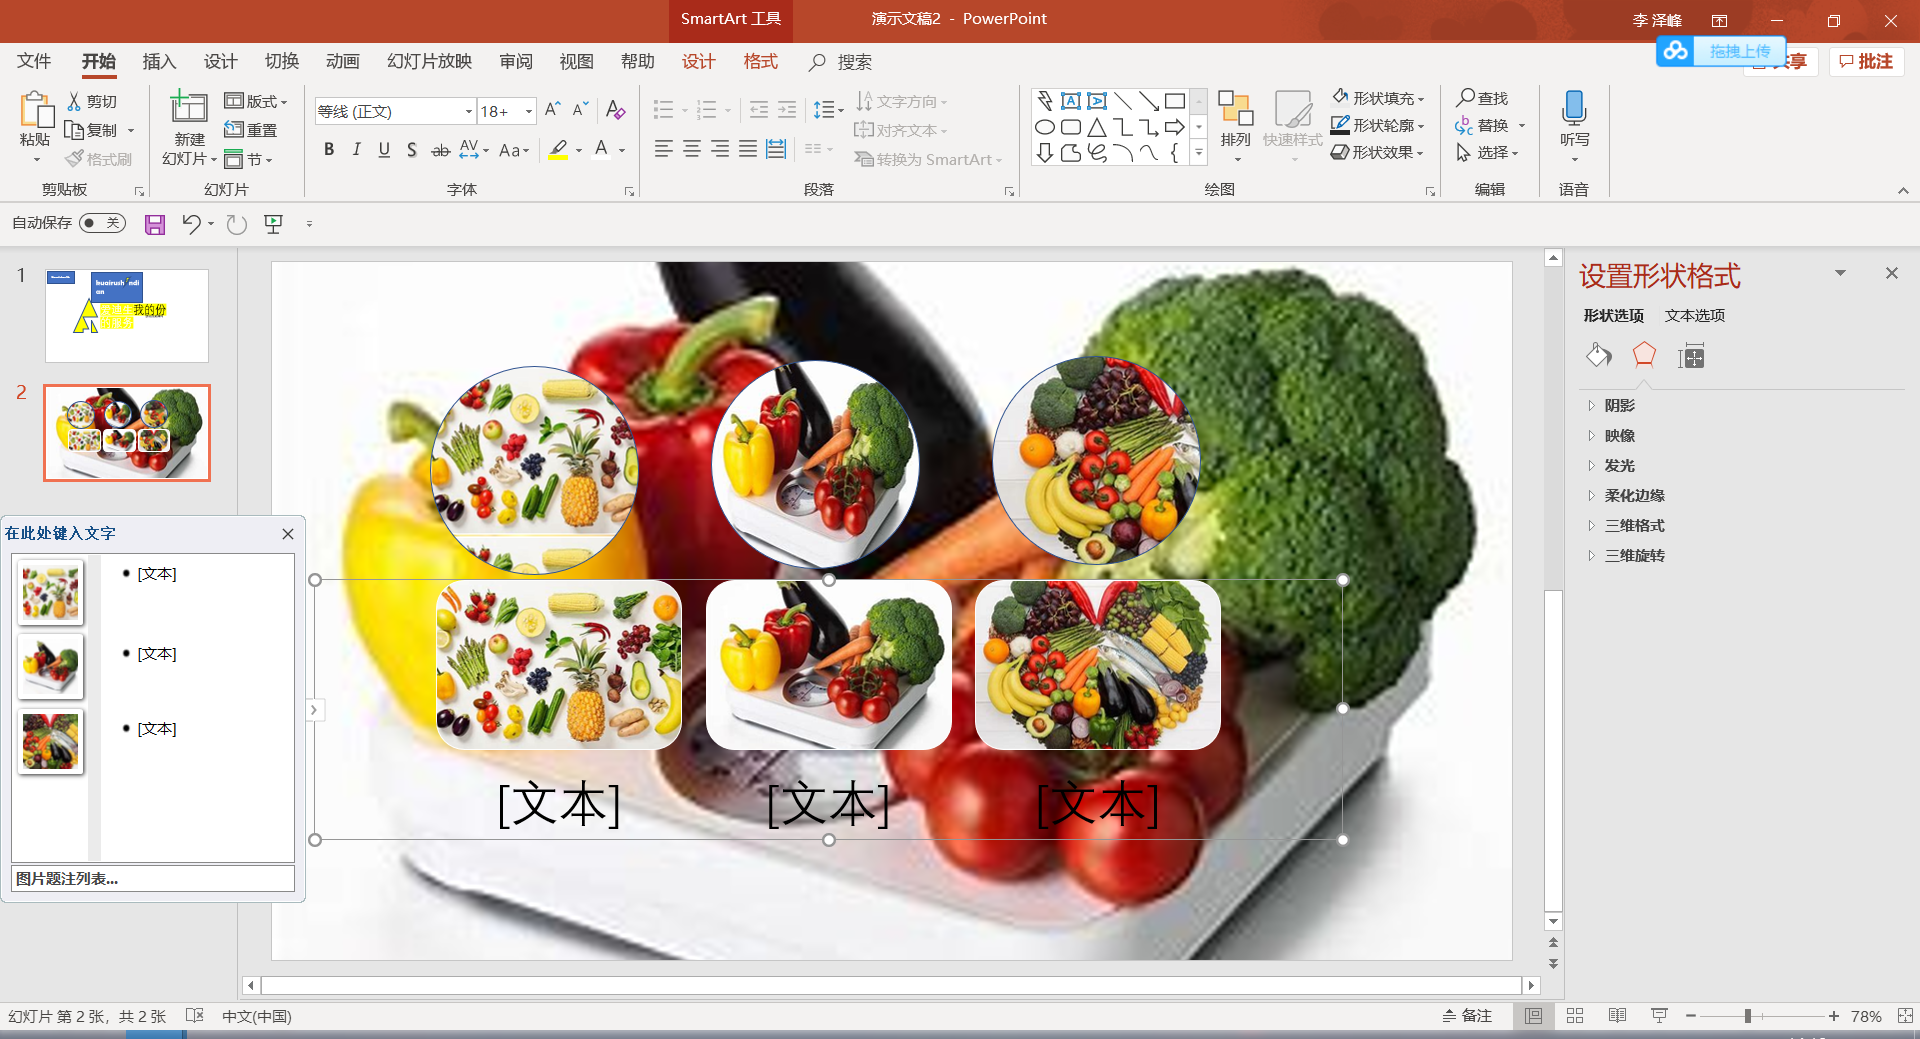 SmartArt 工具
演示文稿2 - PowerPoint
李 泽峰
文件 开始 插入 设计 切换 动画 幻灯片放映 审阅 视图 帮助 设计 格式 搜索
拖拽上传
共享
批注
粘贴
剪切
复制
格式刷
剪贴板
新建
幻灯片
版式
重置
节
幻灯片
等线 (正文) 18+
B I U S ab AV Aa A
字体
文字方向
对齐文本
转换为 SmartArt
段落
排列
快速样式
形状填充
形状轮廓
形状效果
绘图
查找
替换
选择
编辑
听写
语音
自动保存 关
1
我的份
2
在此处键入文字
[文本]
[文本]
[文本]
图片题注列表...
[文本] [文本] [文本]
设置形状格式
形状选项 文本选项
阴影
映像
发光
柔化边缘
三维格式
三维旋转
幻灯片 第 2 张，共 2 张 中文(中国) 备注 78%